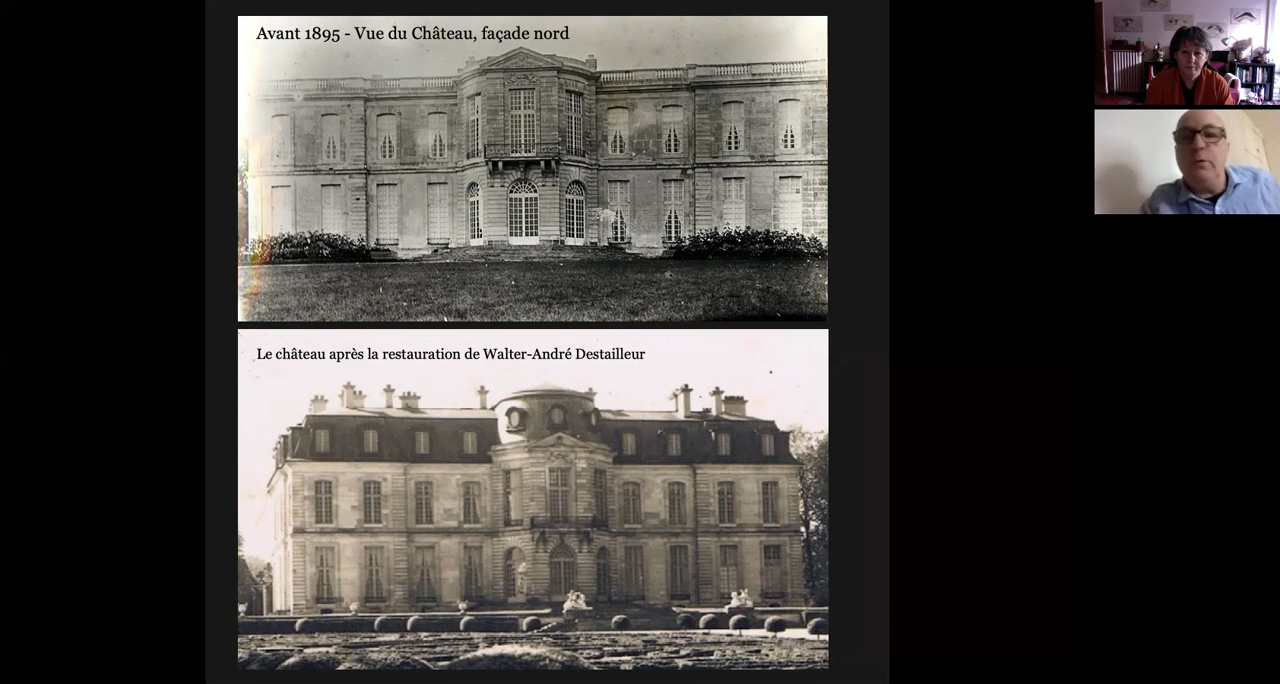 Avant 1895 - Vue du Château, façade nord
Le château après la restauration de Walter-André Destailleur